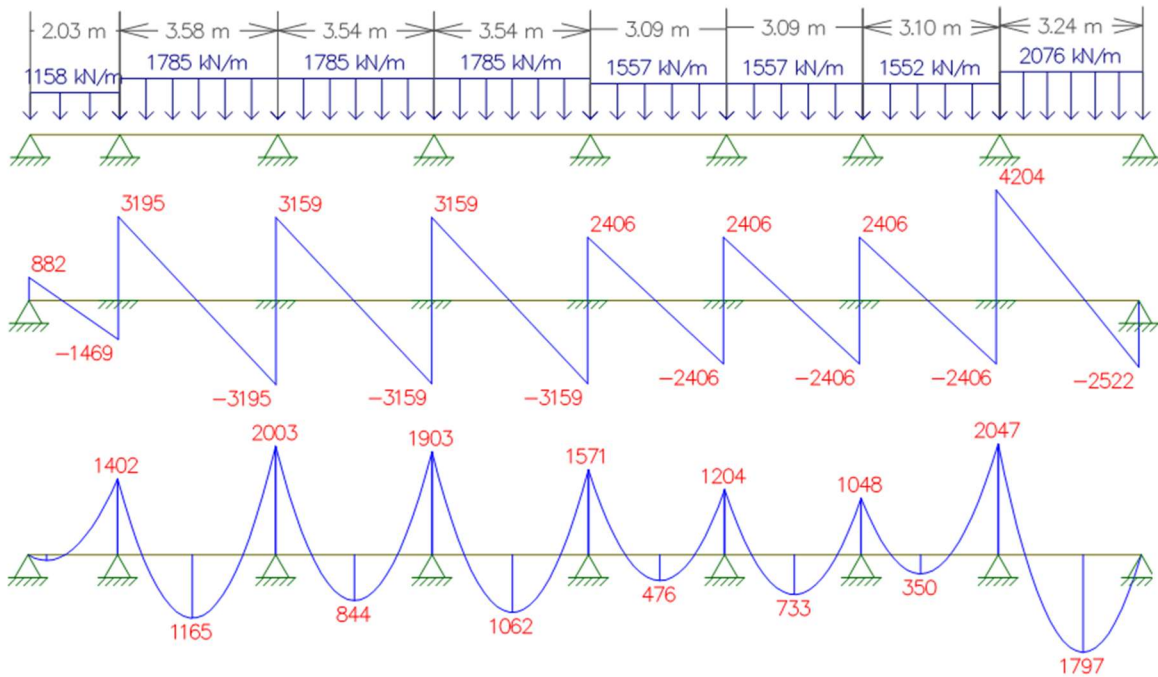 2.03 m 3.58 m 3.54 m 3.54 m 3.09 m 3.09 m 3.10 m 3.24 m
1158 kN/m 1785 kN/m 1785 kN/m 1785 kN/m 1557 kN/m 1557 kN/m 1552 kN/m 2076 kN/m
882 3195 3159 3159 2406 2406 2406 4204
−1469 −3195 −3159 −3159 −2406 −2406 −2406 −2522
1402 2003 1903 1571 1204 1048 2047
1165 844 1062 476 733 350 1797